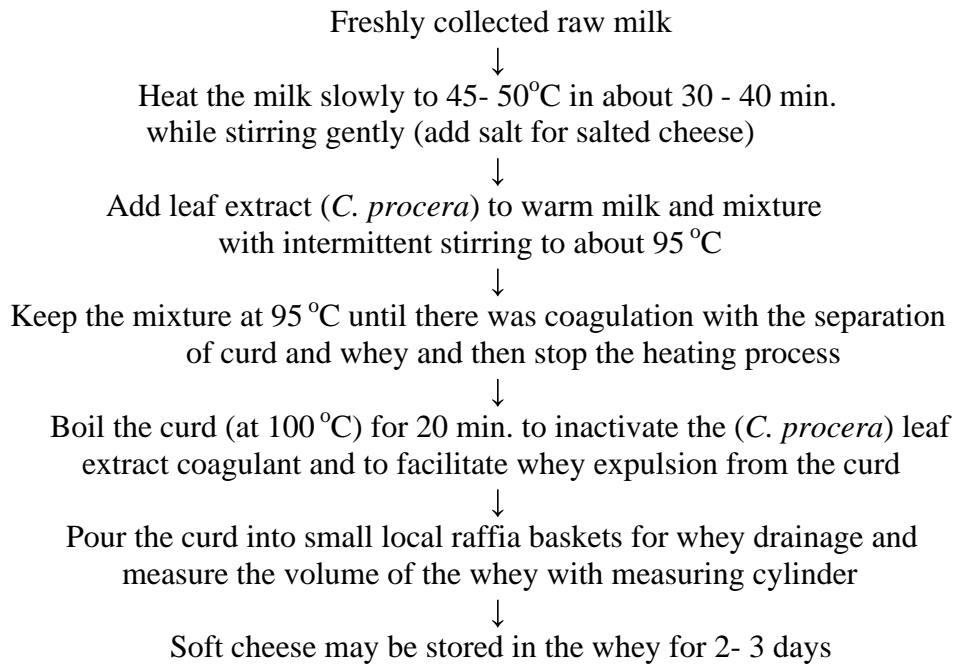 Freshly collected raw milk
↓
Heat the milk slowly to 45- 50°C in about 30 - 40 min.
while stirring gently (add salt for salted cheese)
↓
Add leaf extract (C. procera) to warm milk and mixture
with intermittent stirring to about 95 °C
↓
Keep the mixture at 95 °C until there was coagulation with the separation
of curd and whey and then stop the heating process
↓
Boil the curd (at 100 °C) for 20 min. to inactivate the (C. procera) leaf
extract coagulant and to facilitate whey expulsion from the curd
↓
Pour the curd into small local raffia baskets for whey drainage and
measure the volume of the whey with measuring cylinder
↓
Soft cheese may be stored in the whey for 2- 3 days